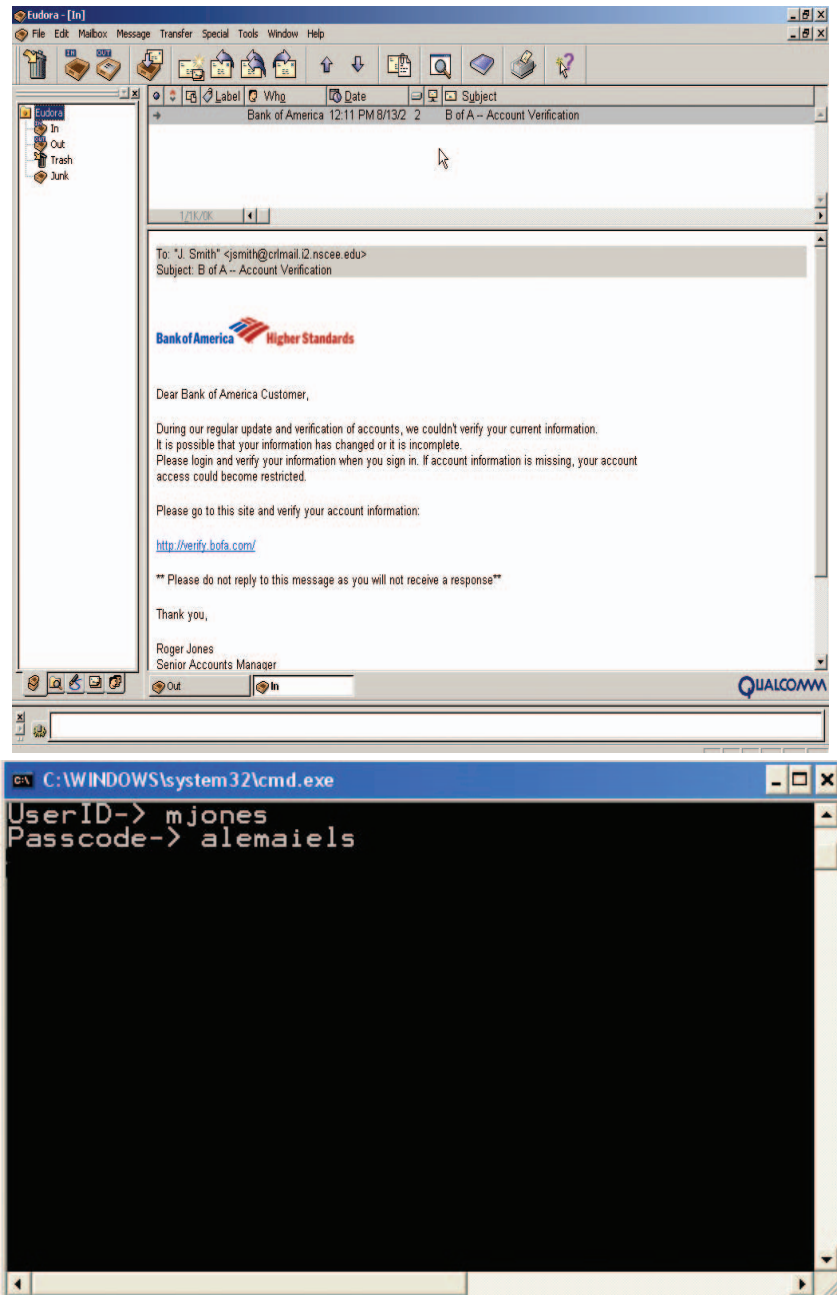 Eudora - [In]
File Edit Mailbox Message Transfer Special Tools Window Help
IN OUT
Label Who Date Subject
Bank of America 12:11 PM 8/13/2 2 B of A -- Account Verification
Eudora
In
Out
Trash
Junk
1/1K/0K
To: "J. Smith" <jsmith@crlmail.i2.nscee.edu>
Subject: B of A -- Account Verification
Bank of America Higher Standards
Dear Bank of America Customer,
During our regular update and verification of accounts, we couldn't verify your current information.
It is possible that your information has changed or it is incomplete.
Please login and verify your information when you sign in. If account information is missing, your account
access could become restricted.
Please go to this site and verify your account information:
http://verify.bofa.com/
** Please do not reply to this message as you will not receive a response**
Thank you,
Roger Jones
Senior Accounts Manager
Out In
QUALCOMM
C:\WINDOWS\system32\cmd.exe
UserID-> mjones
Passcode-> alemaiels